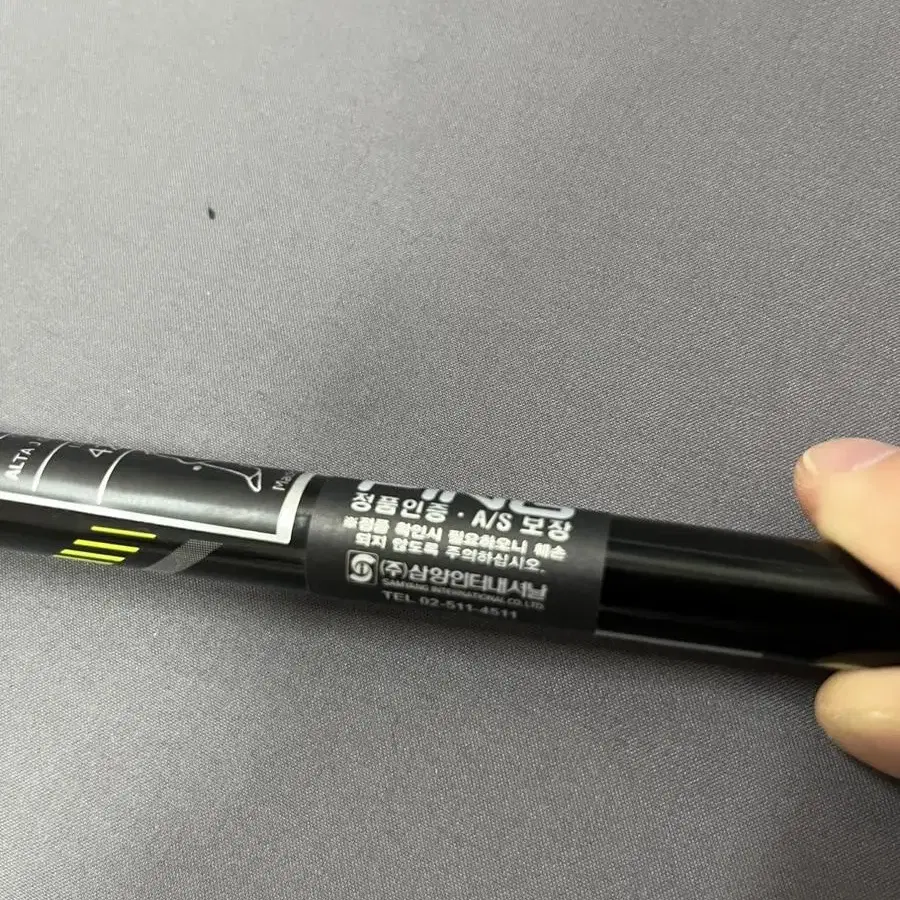 ALTA J
정품인증 · A/S 보장
※정품 확인시 필요하오니 훼손
되지 않도록 주의하십시오
(주)삼양인터내셔날
SAMYANG INTERNATIONAL CO. LTD.
TEL 02-511-4511